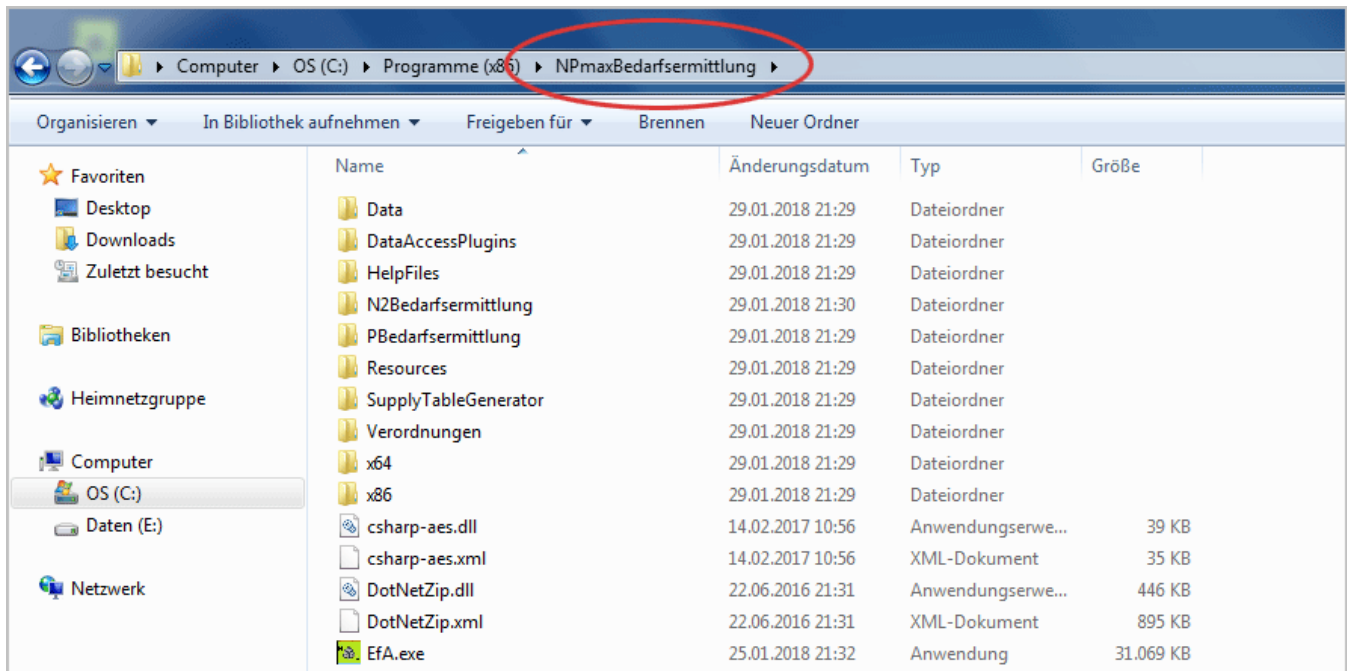 Computer OS (C:) Programme (x86) NPmaxBedarfsermittlung
Organisieren In Bibliothek aufnehmen Freigeben für Brennen Neuer Ordner
Favoriten
Desktop
Downloads
Zuletzt besucht
Bibliotheken
Heimnetzgruppe
Computer
OS (C:)
Daten (E:)
Netzwerk
Name Änderungsdatum Typ Größe
Data 29.01.2018 21:29 Dateiordner
DataAccessPlugins 29.01.2018 21:29 Dateiordner
HelpFiles 29.01.2018 21:29 Dateiordner
N2Bedarfsermittlung 29.01.2018 21:30 Dateiordner
PBedarfsermittlung 29.01.2018 21:29 Dateiordner
Resources 29.01.2018 21:29 Dateiordner
SupplyTableGenerator 29.01.2018 21:29 Dateiordner
Verordnungen 29.01.2018 21:29 Dateiordner
x64 29.01.2018 21:29 Dateiordner
x86 29.01.2018 21:29 Dateiordner
csharp-aes.dll 14.02.2017 10:56 Anwendungserwe... 39 KB
csharp-aes.xml 14.02.2017 10:56 XML-Dokument 35 KB
DotNetZip.dll 22.06.2016 21:31 Anwendungserwe... 446 KB
DotNetZip.xml 22.06.2016 21:31 XML-Dokument 895 KB
EfA.exe 25.01.2018 21:32 Anwendung 31.069 KB